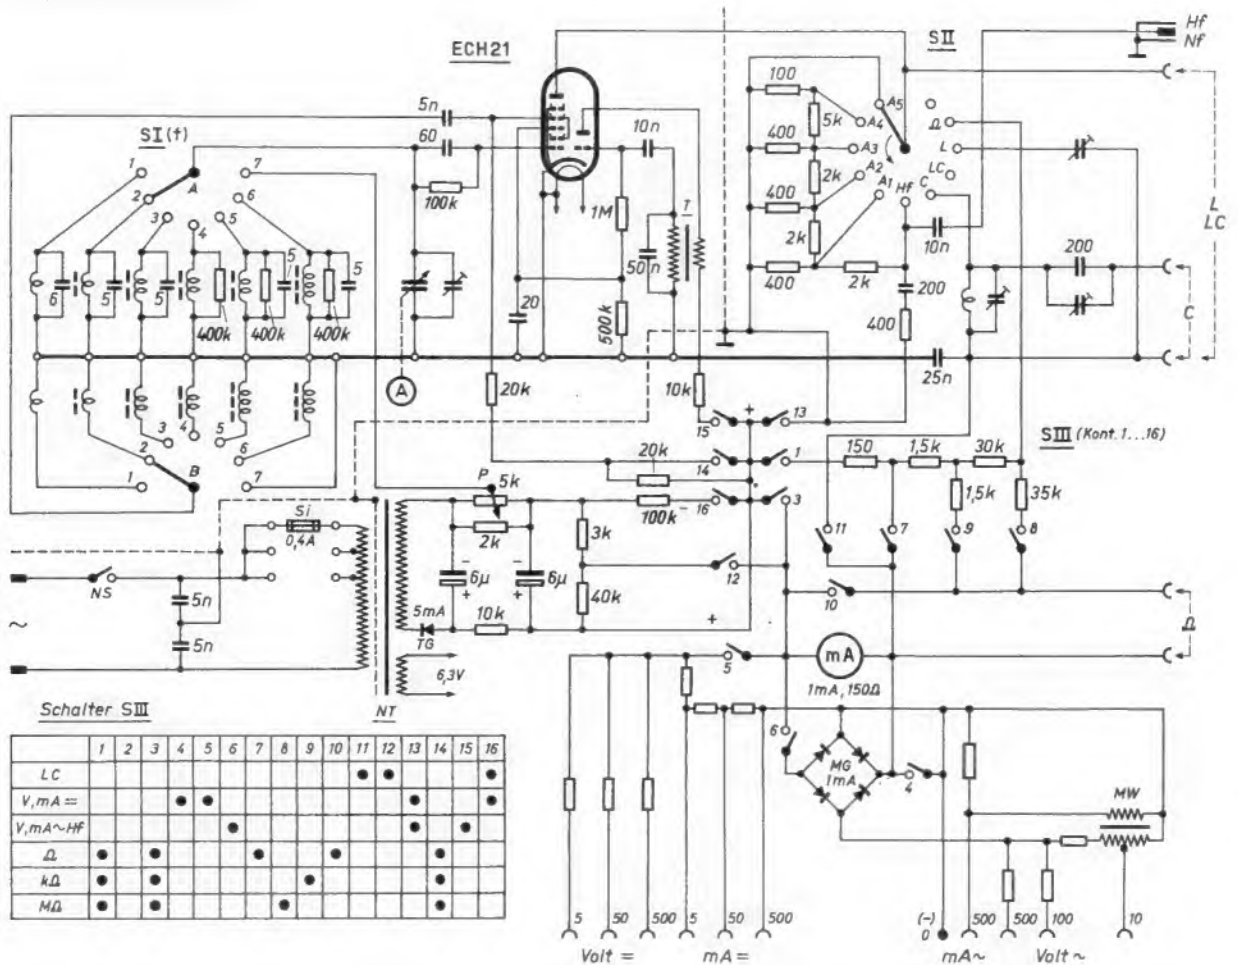 ECH21
SII
Hf
Nf
SI (f)
5n
60
10n
100
A5
5k
A4
Ω
400
A3
L
2k
A2
LC
A1
Hf
C
1
7
2
A
6
3
5
4
100k
1M
T
400
2k
10n
L
LC
200
50n
400
2k
200
C
6
5
5
5
5
400k
400k
400k
20
500k
400
25n
A
20k
10k
3
4
5
2
6
1
B
7
+
15
13
SIII (Kont. 1...16)
20k
14
1
150
1,5k
30k
P
5k
100k
-
16
3
1,5k
35k
Si
0,4A
2k
3k
11
7
9
8
NS
-
-
6µ
6µ
12
5n
+
+
40k
10
~
5n
5mA
10k
+
Ω
TG
mA
6,3V
5
1mA, 150Ω
Schalter SIII
NT
6
MG
1mA
4
MW
1 2 3 4 5 6 7 8 9 10 11 12 13 14 15 16
LC
V, mA =
V, mA ~ Hf
Ω
kΩ
MΩ
5 50 500 5 50 500 (-) 0 500 500 100 10
Volt = mA = mA ~ Volt ~